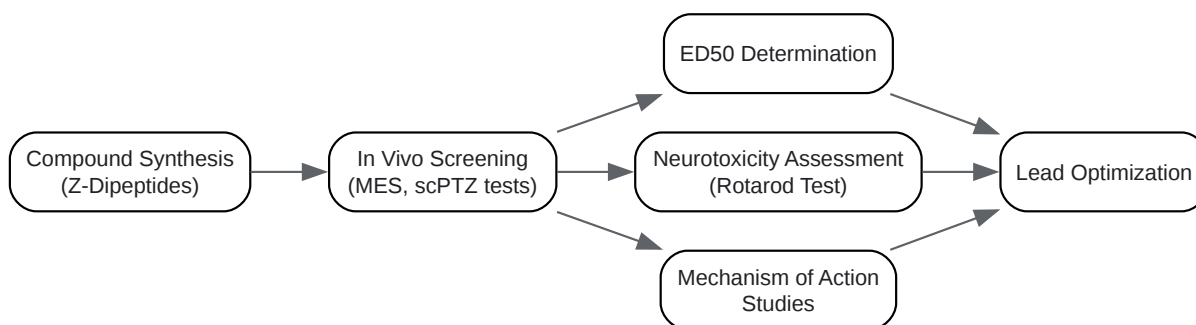 Compound Synthesis
(Z-Dipeptides)
In Vivo Screening
(MES, scPTZ tests)
ED50 Determination
Neurotoxicity Assessment
(Rotarod Test)
Mechanism of Action
Studies
Lead Optimization